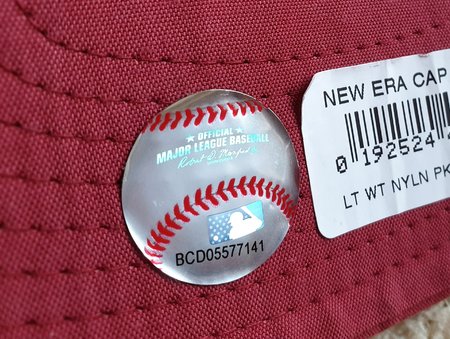 OFFICIAL
MAJOR LEAGUE BASEBALL
BCD05577141
NEW ERA CAP
0 192524
LT WT NYLN PK